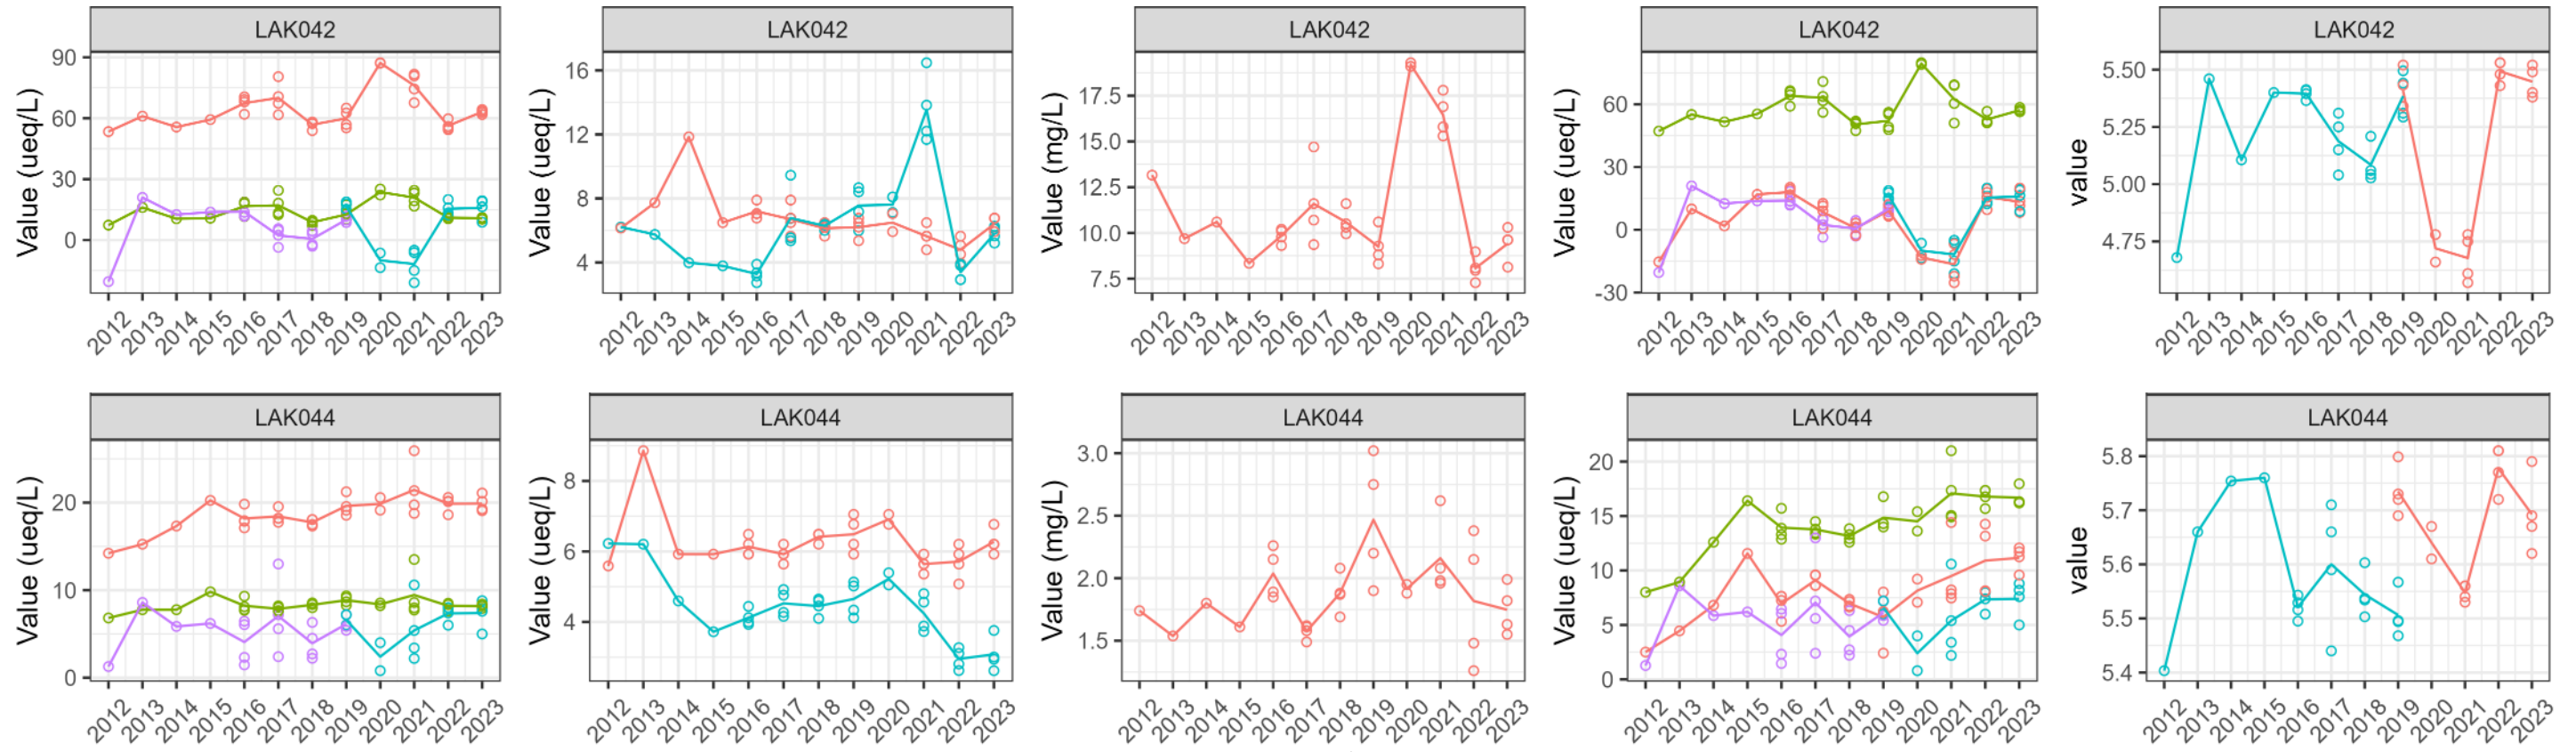 LAK042 LAK042 LAK042 LAK042 LAK042
Value (ueq/L) 90 60 30 0
Value (ueq/L) 16 12 8 4
Value (mg/L) 17.5 15.0 12.5 10.0 7.5
Value (ueq/L) 60 30 0 -30
value 5.50 5.25 5.00 4.75
2012 2013 2014 2015 2016 2017 2018 2019 2020 2021 2022 2023
2012 2013 2014 2015 2016 2017 2018 2019 2020 2021 2022 2023
2012 2013 2014 2015 2016 2017 2018 2019 2020 2021 2022 2023
2012 2013 2014 2015 2016 2017 2018 2019 2020 2021 2022 2023
2012 2013 2014 2015 2016 2017 2018 2019 2020 2021 2022 2023
LAK044 LAK044 LAK044 LAK044 LAK044
Value (ueq/L) 20 10 0
Value (ueq/L) 8 6 4
Value (mg/L) 3.0 2.5 2.0 1.5
Value (ueq/L) 20 15 10 5 0
value 5.8 5.7 5.6 5.5 5.4
2012 2013 2014 2015 2016 2017 2018 2019 2020 2021 2022 2023
2012 2013 2014 2015 2016 2017 2018 2019 2020 2021 2022 2023
2012 2013 2014 2015 2016 2017 2018 2019 2020 2021 2022 2023
2012 2013 2014 2015 2016 2017 2018 2019 2020 2021 2022 2023
2012 2013 2014 2015 2016 2017 2018 2019 2020 2021 2022 2023